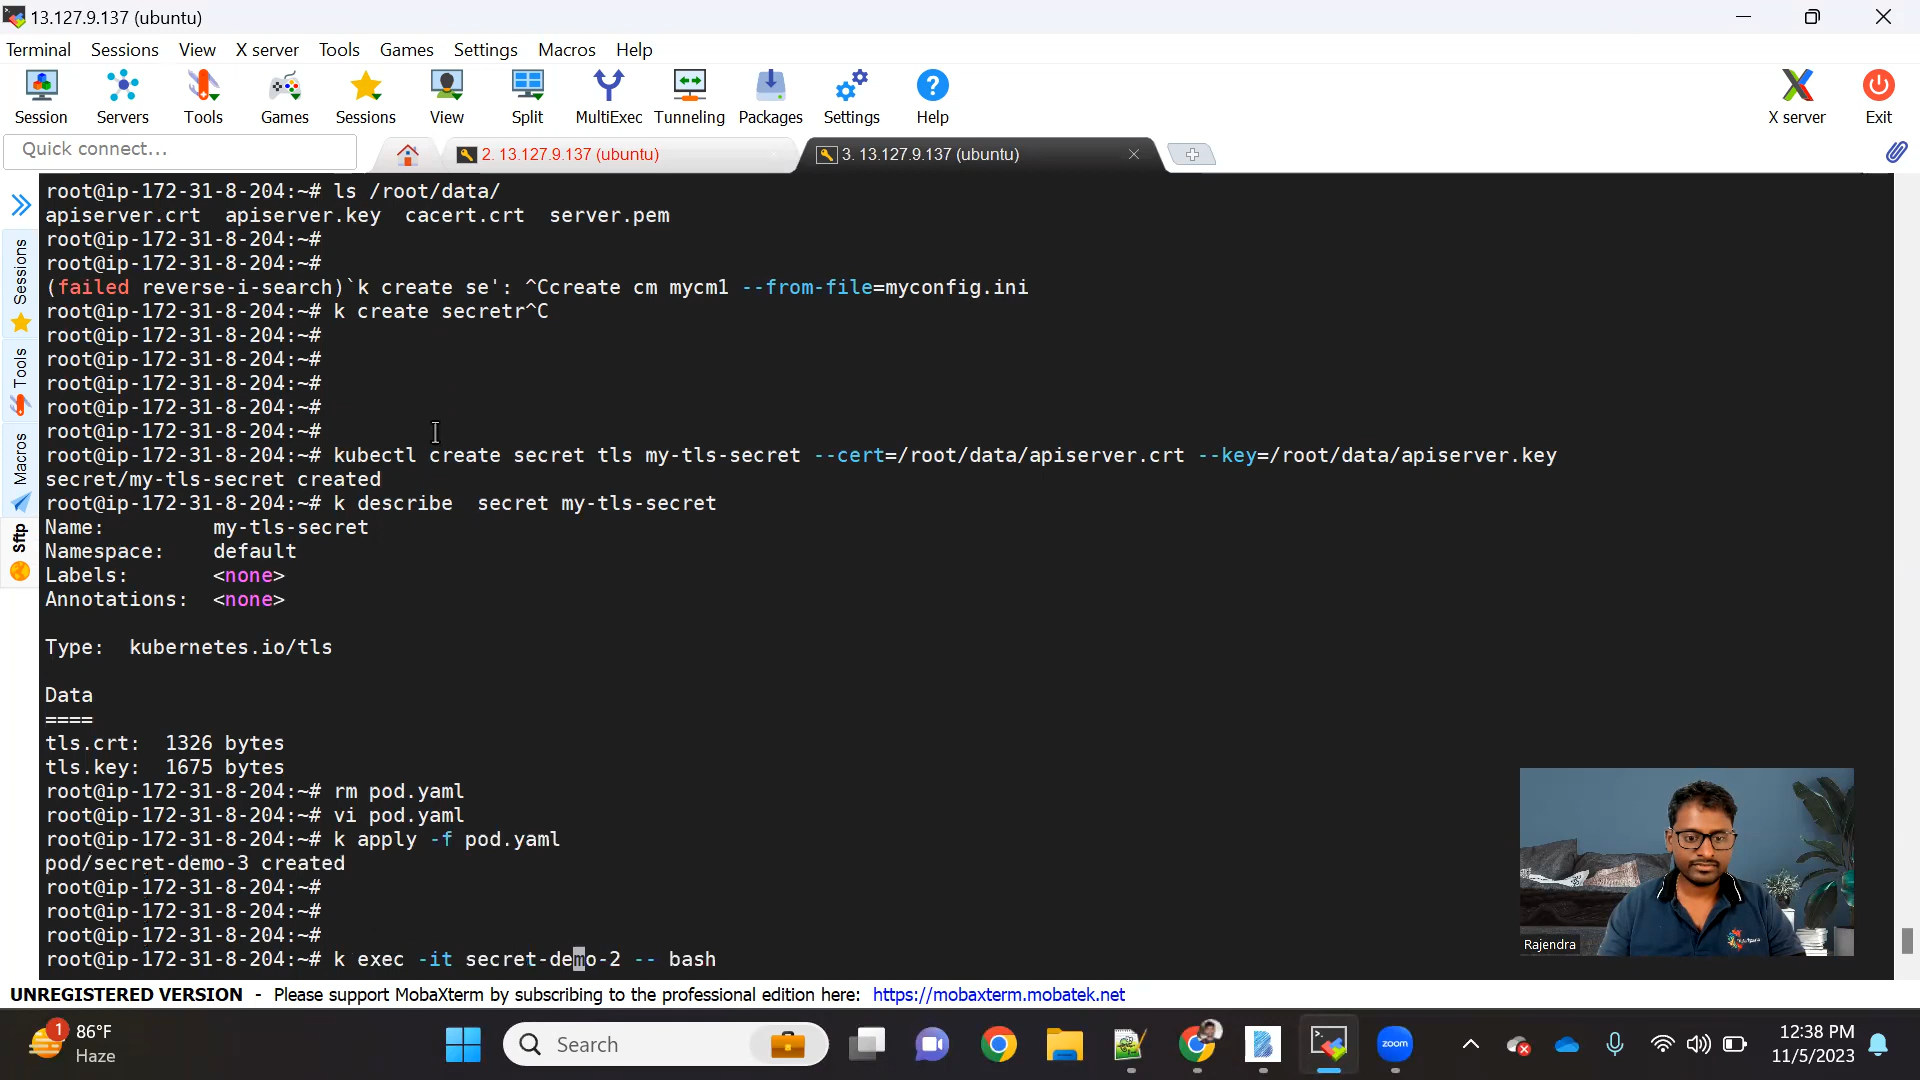 13.127.9.137 (ubuntu)
Terminal Sessions View X server Tools Games Settings Macros Help
Session Servers Tools Games Sessions View Split MultiExec Tunneling Packages Settings Help X server Exit
Quick connect...
2. 13.127.9.137 (ubuntu)
3. 13.127.9.137 (ubuntu)
Sessions
Tools
Macros
Sftp
root@ip-172-31-8-204:~# ls /root/data/
apiserver.crt  apiserver.key  cacert.crt  server.pem
root@ip-172-31-8-204:~#
root@ip-172-31-8-204:~#
(failed reverse-i-search)`k create se': ^Ccreate cm mycm1 --from-file=myconfig.ini
root@ip-172-31-8-204:~# k create secretr^C
root@ip-172-31-8-204:~#
root@ip-172-31-8-204:~#
root@ip-172-31-8-204:~#
root@ip-172-31-8-204:~#
root@ip-172-31-8-204:~#
root@ip-172-31-8-204:~# kubectl create secret tls my-tls-secret --cert=/root/data/apiserver.crt --key=/root/data/apiserver.key
secret/my-tls-secret created
root@ip-172-31-8-204:~# k describe  secret my-tls-secret
Name:         my-tls-secret
Namespace:    default
Labels:       <none>
Annotations:  <none>
Type:  kubernetes.io/tls
Data
====
tls.crt:  1326 bytes
tls.key:  1675 bytes
root@ip-172-31-8-204:~# rm pod.yaml
root@ip-172-31-8-204:~# vi pod.yaml
root@ip-172-31-8-204:~# k apply -f pod.yaml
pod/secret-demo-3 created
root@ip-172-31-8-204:~#
root@ip-172-31-8-204:~#
root@ip-172-31-8-204:~#
root@ip-172-31-8-204:~# k exec -it secret-demo-2 -- bash
Rajendra
UNREGISTERED VERSION - Please support MobaXterm by subscribing to the professional edition here: https://mobaxterm.mobatek.net
1
86°F
Haze
Search
zoom
12:38 PM
11/5/2023